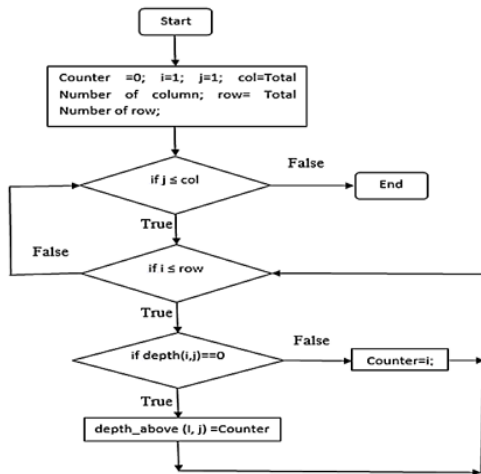 Start
Counter =0; i=1; j=1; col=Total
Number of column; row= Total
Number of row;
if j ≤ col
False
End
True
False
if i ≤ row
True
if depth(i,j)==0
False
Counter=i;
True
depth_above (I, j) =Counter